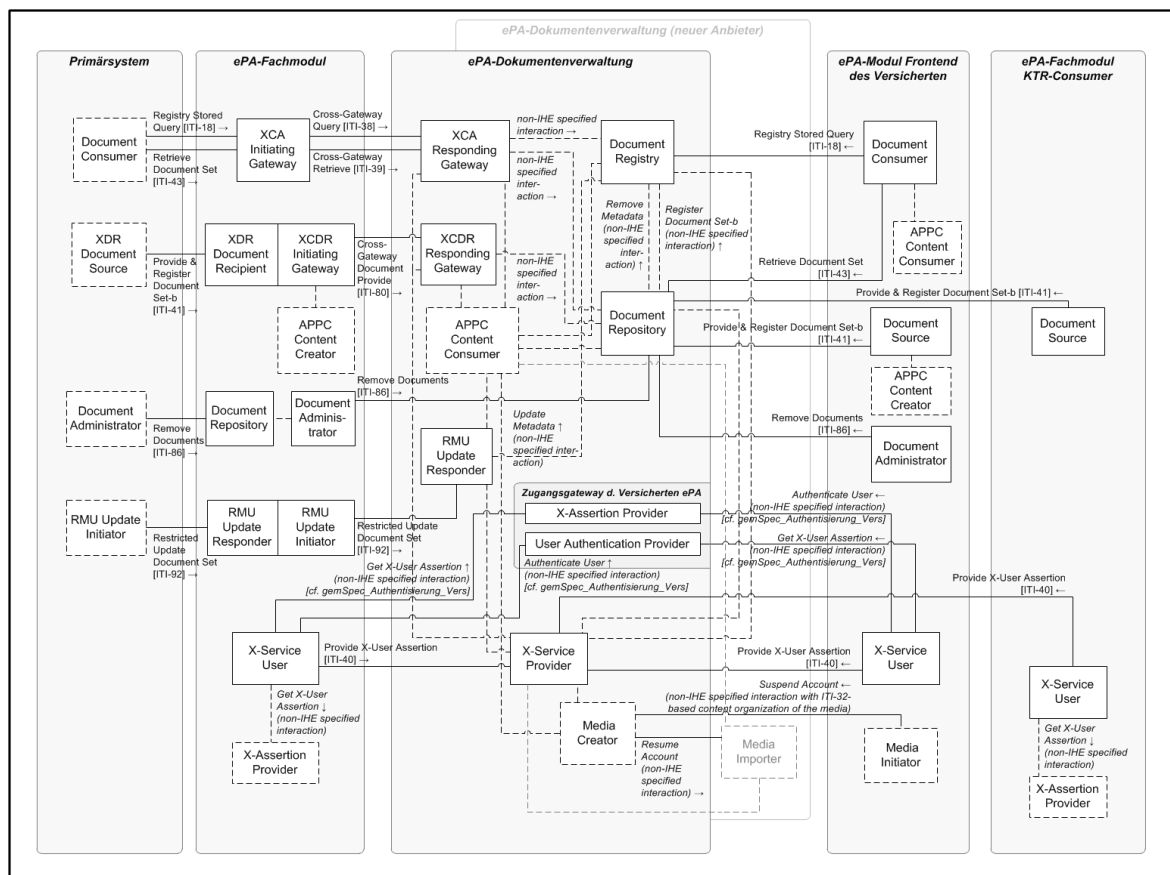 ePA-Dokumentenverwaltung (neuer Anbieter)
Primärsystem
ePA-Fachmodul
ePA-Dokumentenverwaltung
ePA-Modul Frontend
des Versicherten
ePA-Fachmodul
KTR-Consumer
Document
Consumer
Registry Stored
Query [ITI-18] →
Retrieve
Document Set
[ITI-43] →
XCA
Initiating
Gateway
Cross-Gateway
Query [ITI-38] →
Cross-Gateway
Retrieve [ITI-39] →
XCA
Responding
Gateway
non-IHE specified
interaction →
non-IHE
specified
inter-
action →
Document
Registry
Registry Stored
Query [ITI-18] ←
Document
Consumer
APPC
Content
Consumer
Remove
Metadata
(non-IHE
specified
inter-
action) ↑
Register
Document Set-b
(non-IHE specified
interaction) ↑
XDR
Document
Source
Provide &
Register
Document
Set-b
[ITI-41] →
XDR
Document
Recipient
XCDR
Initiating
Gateway
Cross-
Gateway
Document
Provide
[ITI-80] →
XCDR
Responding
Gateway
non-IHE
specified
inter-
action →
Retrieve Document Set
[ITI-43] ←
Provide & Register Document Set-b [ITI-41] ←
APPC
Content
Creator
APPC
Content
Consumer
Document
Repository
Provide & Register Document Set-b
[ITI-41] ←
Document
Source
Document
Source
APPC
Content
Creator
Document
Administrator
Remove
Documents
[ITI-86] →
Document
Repository
Document
Adminis-
trator
Remove Documents
[ITI-86] →
Remove Documents
[ITI-86] ←
Document
Administrator
Update
Metadata ↑
(non-IHE
specified inter-
action)
RMU
Update
Responder
Zugangsgateway d. Versicherten ePA
X-Assertion Provider
User Authentication Provider
Authenticate User ←
(non-IHE specified interaction)
[cf. gemSpec_Authentisierung_Vers]
Get X-User Assertion ←
(non-IHE specified interaction)
[cf. gemSpec_Authentisierung_Vers]
RMU Update
Initiator
Restricted
Update
Document Set
[ITI-92] →
RMU
Update
Responder
RMU
Update
Initiator
Restricted Update
Document Set
[ITI-92] →
Get X-User Assertion ↑
(non-IHE specified interaction)
[cf. gemSpec_Authentisierung_Vers]
Authenticate User ↑
(non-IHE specified interaction)
[cf. gemSpec_Authentisierung_Vers]
Provide X-User Assertion
[ITI-40] ←
X-Service
User
Provide X-User Assertion
[ITI-40] →
X-Service
Provider
Provide X-User Assertion
[ITI-40] ←
X-Service
User
X-Service
User
Get X-User
Assertion ↓
(non-IHE specified
interaction)
X-Assertion
Provider
Suspend Account ←
(non-IHE specified interaction with ITI-32-
based content organization of the media)
Media
Creator
Resume
Account
(non-IHE
specified
interaction) →
Media
Importer
Media
Initiator
Get X-User
Assertion ↓
(non-IHE specified
interaction)
X-Assertion
Provider